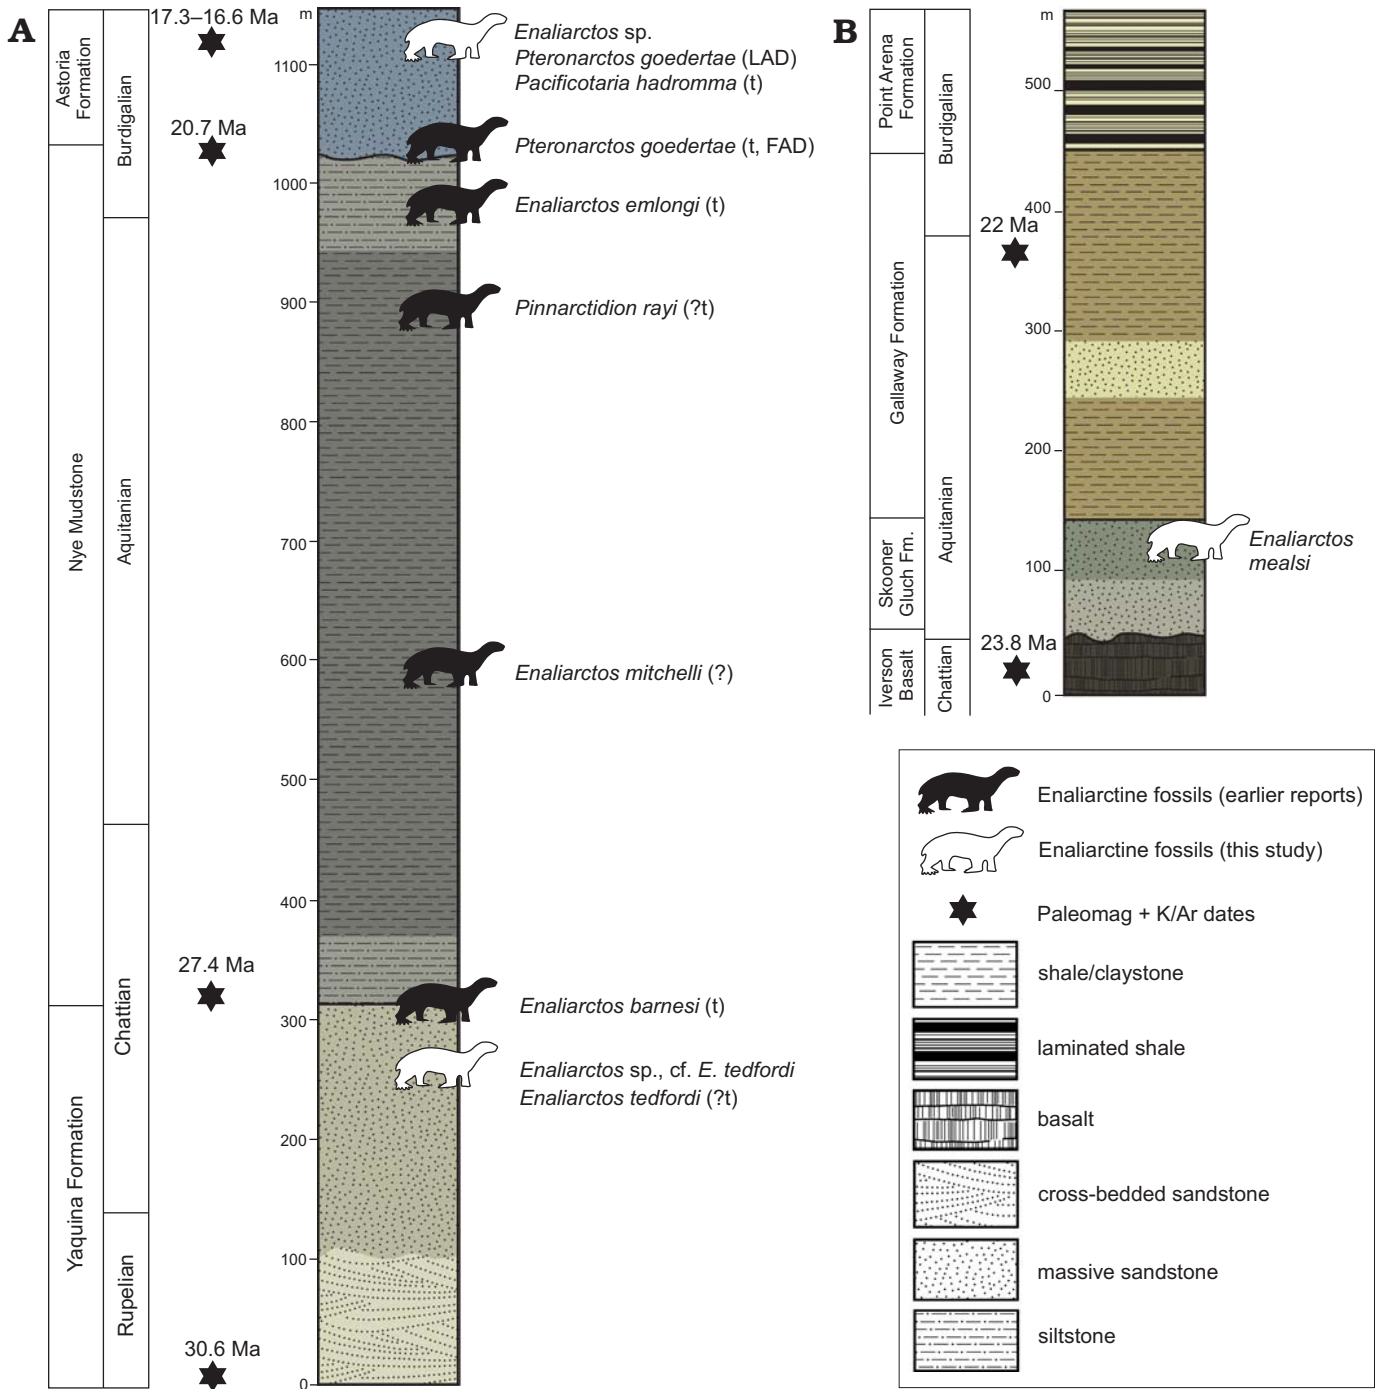 A
Astoria
Formation
Nye Mudstone
Yaquina Formation
Burdigalian
Aquitanian
Chattian
Rupelian
17.3–16.6 Ma
20.7 Ma
27.4 Ma
30.6 Ma
m
1100
1000
900
800
700
600
500
400
300
200
100
0
Enaliarctos sp.
Pteronarctos goedertae (LAD)
Pacificotaria hadromma (t)
Pteronarctos goedertae (t, FAD)
Enaliarctos emlongi (t)
Pinnarctidion rayi (?t)
Enaliarctos mitchelli (?)
Enaliarctos barnesi (t)
Enaliarctos sp., cf. E. tedfordi
Enaliarctos tedfordi (?t)
B
Point Arena
Formation
Gallaway Formation
Skooner
Gluch Fm.
Iverson
Basalt
Burdigalian
Aquitanian
Chattian
22 Ma
23.8 Ma
m
500
400
300
200
100
0
Enaliarctos
mealsi
Enaliarctine fossils (earlier reports)
Enaliarctine fossils (this study)
Paleomag + K/Ar dates
shale/claystone
laminated shale
basalt
cross-bedded sandstone
massive sandstone
siltstone